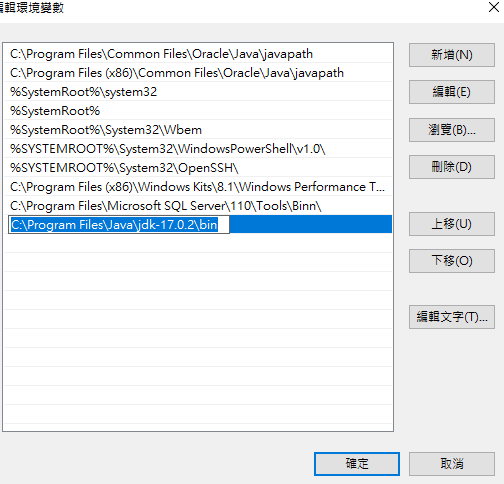 編輯環境變數
C:\Program Files\Common Files\Oracle\Java\javapath
C:\Program Files (x86)\Common Files\Oracle\Java\javapath
%SystemRoot%\system32
%SystemRoot%
%SystemRoot%\System32\Wbem
%SYSTEMROOT%\System32\WindowsPowerShell\v1.0\
%SYSTEMROOT%\System32\OpenSSH\
C:\Program Files (x86)\Windows Kits\8.1\Windows Performance T...
C:\Program Files\Microsoft SQL Server\110\Tools\Binn\
C:\Program Files\Java\jdk-17.0.2\bin
新增(N)
編輯(E)
瀏覽(B)...
刪除(D)
上移(U)
下移(O)
編輯文字(T)...
確定
取消